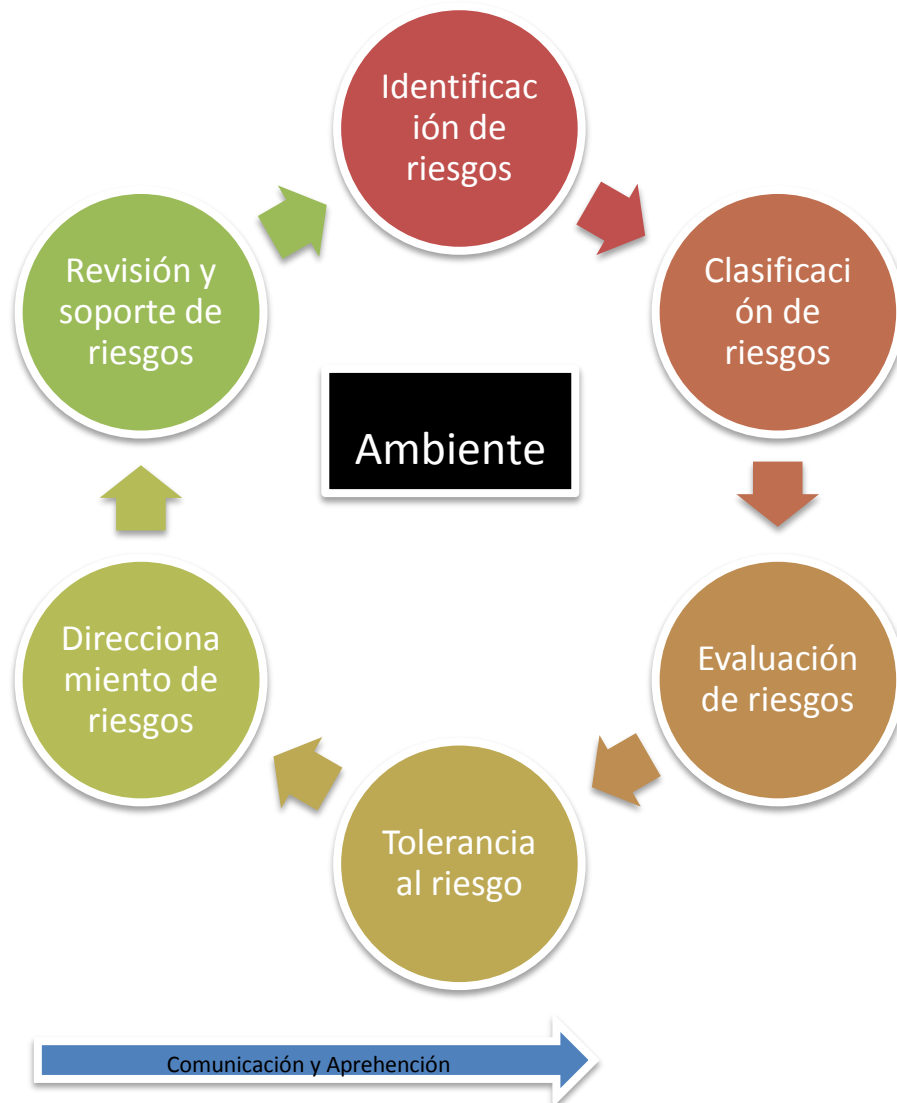 Identificac
ión de
riesgos
Clasificaci
ón de
riesgos
Evaluación
de riesgos
Tolerancia
al riesgo
Direcciona
miento de
riesgos
Revisión y
soporte de
riesgos
Ambiente
Comunicación y Aprehención